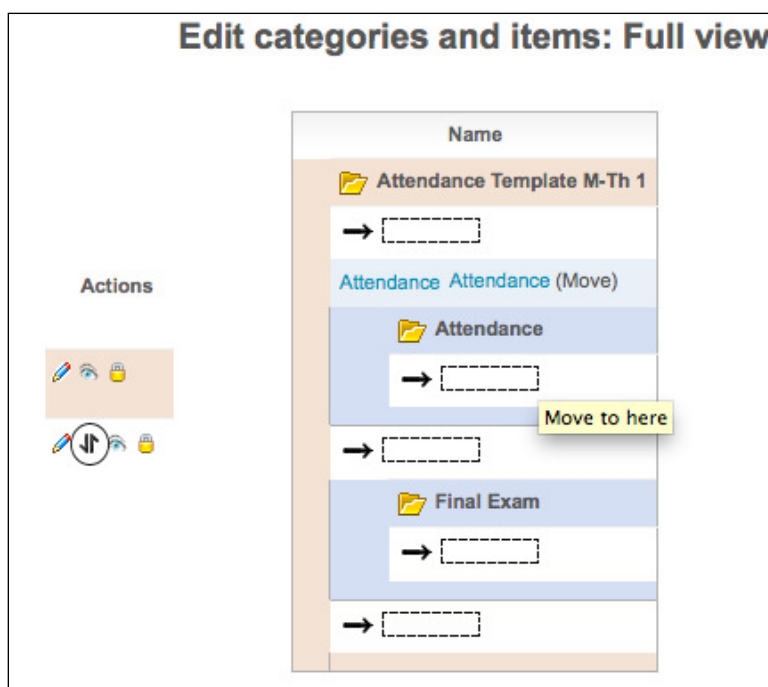 Edit categories and items: Full view
Name
Attendance Template M-Th 1
Actions
Attendance Attendance (Move)
Attendance
Move to here
Final Exam